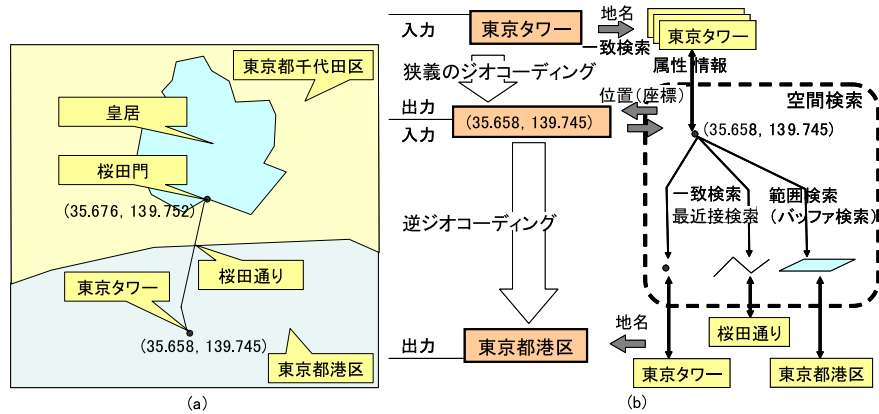 東京都千代田区
皇居
桜田門
(35.676, 139.752)
桜田通り
東京タワー
(35.658, 139.745)
東京都港区
(a)
入力
東京タワー
地名
一致検索
東京タワー
属性情報
狭義のジオコーディング
出力
入力
(35.658, 139.745)
位置(座標)
空間検索
(35.658, 139.745)
一致検索
最近接検索
範囲検索
(バッファ検索)
逆ジオコーディング
出力
東京都港区
地名
東京タワー
桜田通り
東京都港区
(b)